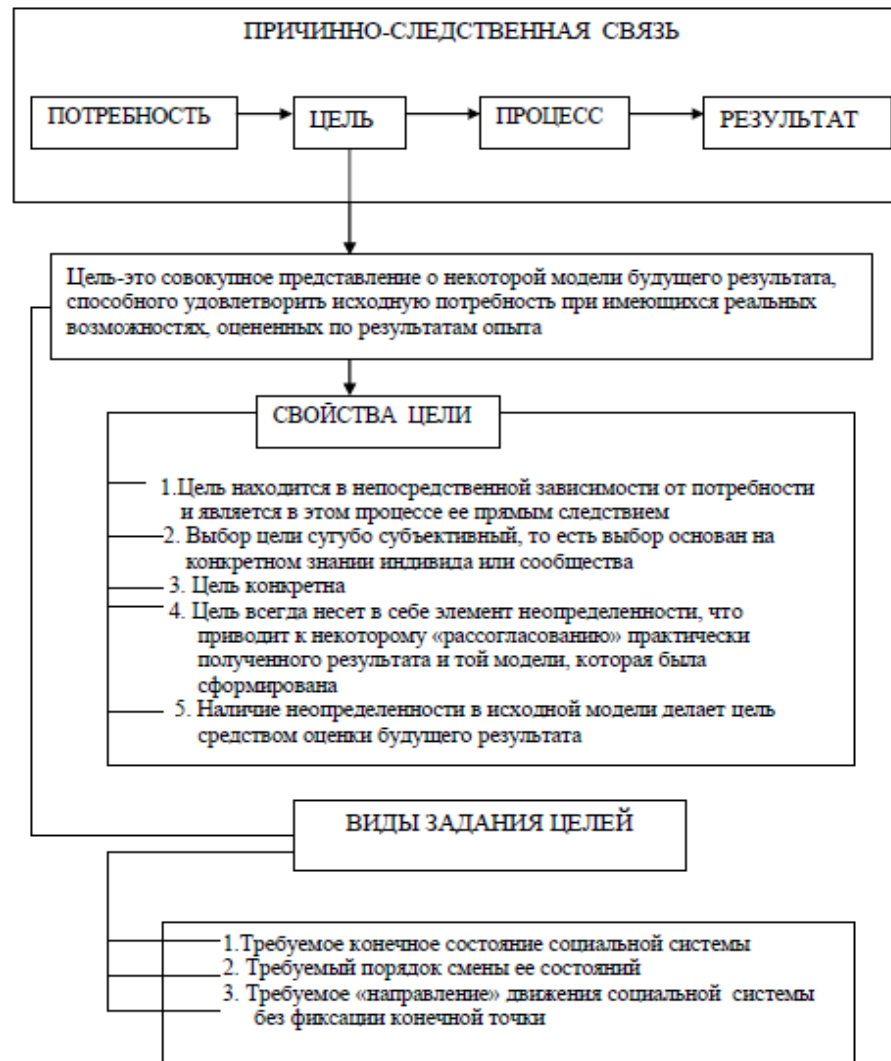 ПРИЧИННО-СЛЕДСТВЕННАЯ СВЯЗЬ
ПОТРЕБНОСТЬ ЦЕЛЬ ПРОЦЕСС РЕЗУЛЬТАТ
Цель-это совокупное представление о некоторой модели будущего результата,
способного удовлетворить исходную потребность при имеющихся реальных
возможностях, оцененных по результатам опыта
СВОЙСТВА ЦЕЛИ
1.Цель находится в непосредственной зависимости от потребности
и является в этом процессе ее прямым следствием
2. Выбор цели сугубо субъективный, то есть выбор основан на
конкретном знании индивида или сообщества
3. Цель конкретна
4. Цель всегда несет в себе элемент неопределенности, что
приводит к некоторому «рассогласованию» практически
полученного результата и той модели, которая была
сформирована
5. Наличие неопределенности в исходной модели делает цель
средством оценки будущего результата
ВИДЫ ЗАДАНИЯ ЦЕЛЕЙ
1.Требуемое конечное состояние социальной системы
2. Требуемый порядок смены ее состояний
3. Требуемое «направление» движения социальной системы
без фиксации конечной точки